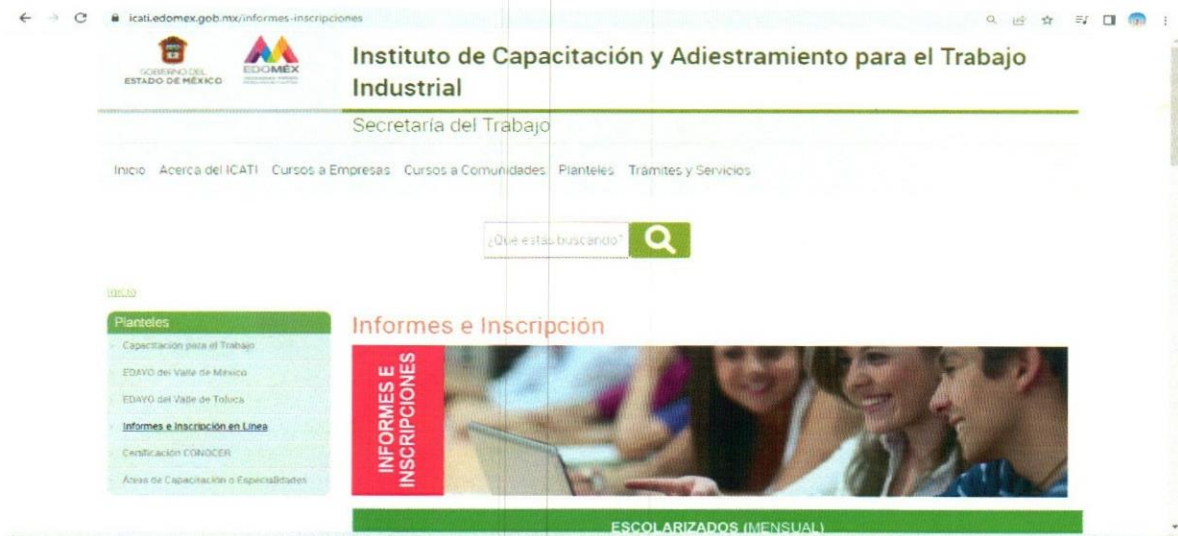 icati.edomex.gob.mx/informes-inscripciones
GOBIERNO DEL
ESTADO DE MÉXICO
EDOMÉX
Instituto de Capacitación y Adiestramiento para el Trabajo
Industrial
Secretaría del Trabajo
Inicio Acerca del ICATI Cursos a Empresas Cursos a Comunidades Planteles Trámites y Servicios
¿Qué estás buscando?
Inicio
Planteles
Capacitación para el Trabajo
EDAYO del Valle de México
EDAYO del Valle de Toluca
Informes e Inscripción en Línea
Certificación CONOCER
Áreas de Capacitación o Especialidades
Informes e Inscripción
INFORMES E
INSCRIPCIONES
ESCOLARIZADOS (MENSUAL)